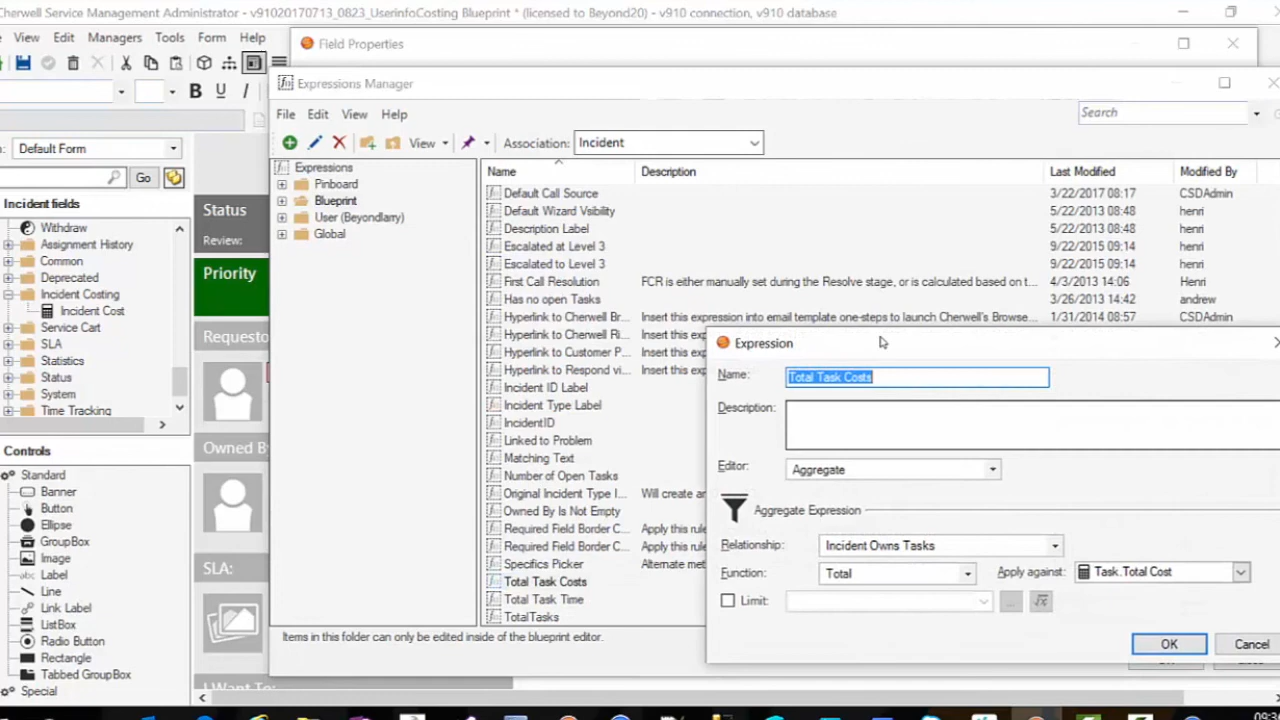 Cherwell Service Management Administrator - v91020170713_0823_UserinfoCosting Blueprint * (licensed to Beyond20) - v910 connection, v910 database
View Edit Managers Tools Form Help
Field Properties
B U I
Expressions Manager
File Edit View Help
Search
View
Association: Incident
Default Form
Go
Incident fields
Withdraw
Assignment History
Common
Deprecated
Incident Costing
Incident Cost
Service Cart
SLA
Statistics
Status
System
Time Tracking
Controls
Standard
Banner
Button
Ellipse
GroupBox
Image
Label
Line
Link Label
ListBox
Radio Button
Rectangle
Tabbed GroupBox
Special
Status
Review:
Priority
Requesto
Owned By
SLA:
I Want To:
Expressions
Pinboard
Blueprint
User (Beyondlarry)
Global
Name Description Last Modified Modified By
Default Call Source 3/22/2017 08:17 CSDAdmin
Default Wizard Vsibility 5/22/2013 08:48 henri
Description Label 5/22/2013 08:48 henri
Escalated at Level 3 9/22/2015 09:14 henri
Escalated to Level 3 9/22/2015 09:14 henri
First Call Resolution FCR is either manually set during the Resolve stage, or is calculated based on t... 4/3/2013 14:06 Henri
Has no open Tasks 3/26/2013 14:42 andrew
Hyperlink to Cherwell Br... Insert this expression into email template one-steps to launch Cherwell's Browse... 1/31/2014 08:57 CSDAdmin
Hyperlink to Cherwell Ri... Insert this exp
Hyperlink to Customer P... Insert this exp
Hyperlink to Respond vi... Insert this exp
Incident ID Label
Incident Type Label
IncidentID
Linked to Problem
Matching Text
Number of Open Tasks
Original Incident Type I... Will create an
Owned By Is Not Empty
Required Field Border C... Apply this rule
Required Field Border C... Apply this rule
Specifics Picker Alternate met
Total Task Costs
Total Task Time
TotalTasks
Items in this folder can only be edited inside of the blueprint editor.
Expression
Name: Total Task Costs
Description:
Editor: Aggregate
Aggregate Expression
Relationship: Incident Owns Tasks
Function: Total Apply against: Task.Total Cost
Limit: ...
OK Cancel